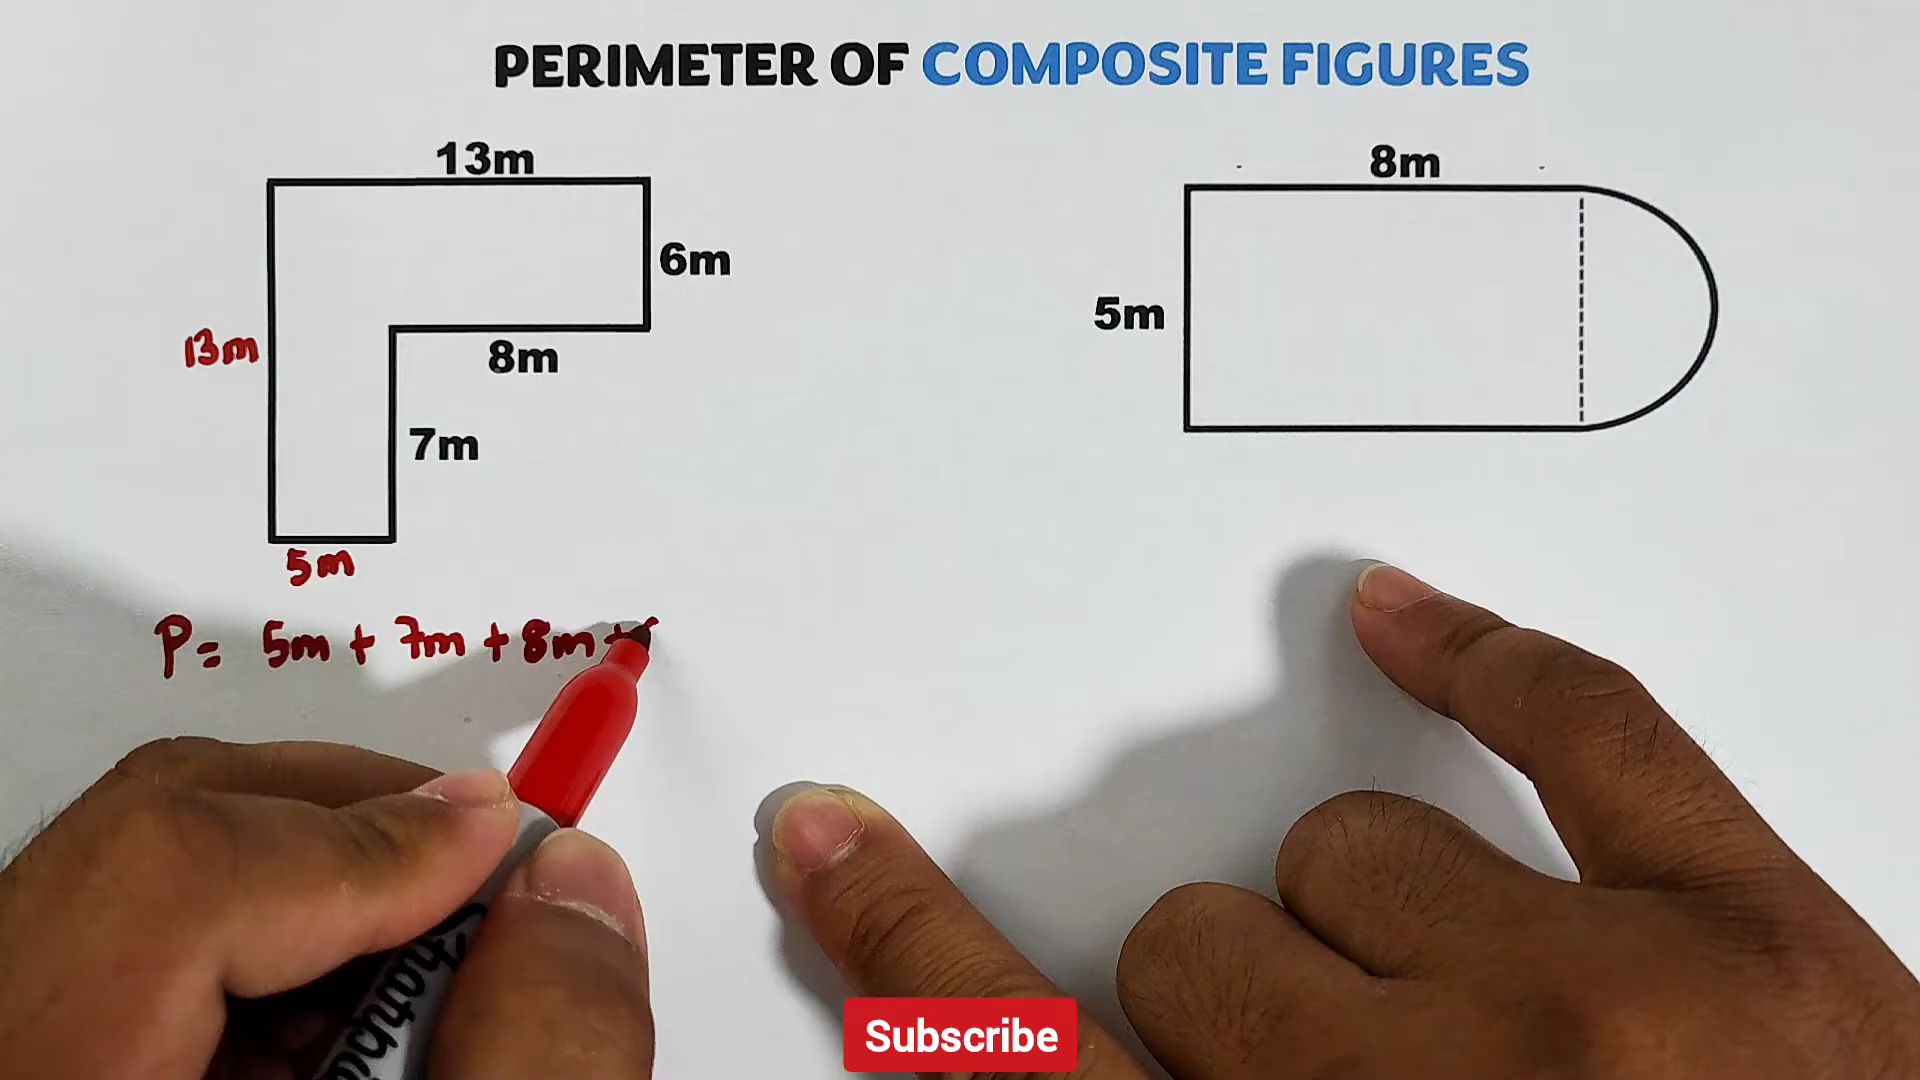 PERIMETER OF COMPOSITE FIGURES
13m
6m
13m
8m
7m
5m
8m
5m
P= 5m + 7m + 8m +
Subscribe